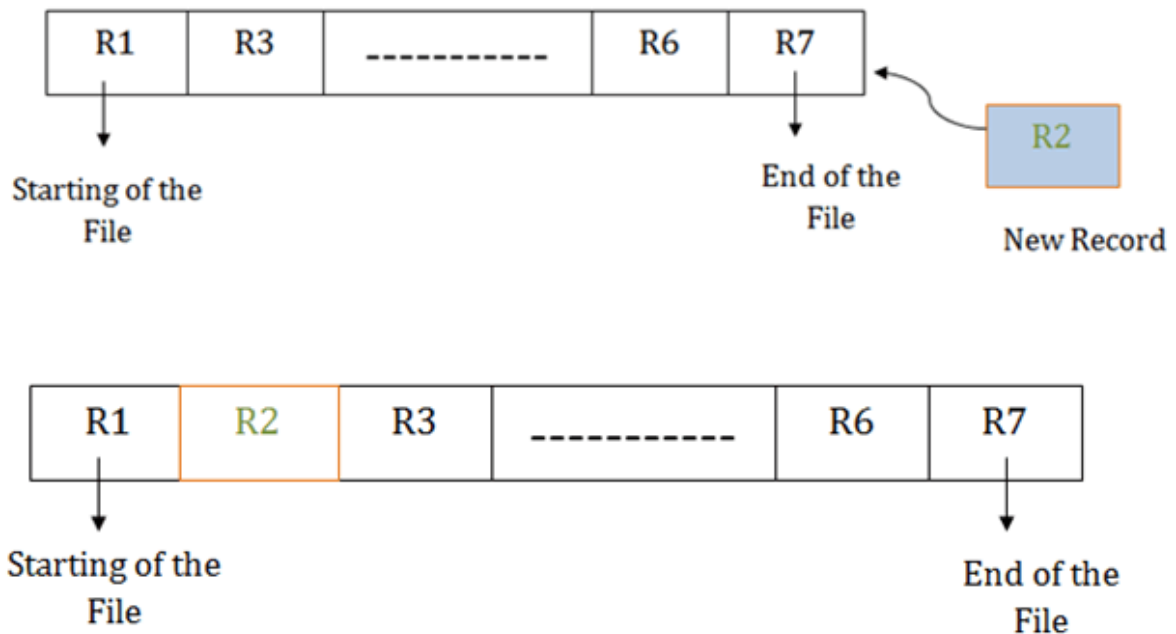 R1 R3 ----------- R6 R7
R2
Starting of the
File
End of the
File
New Record
R1 R2 R3 ----------- R6 R7
Starting of the
File
End of the
File